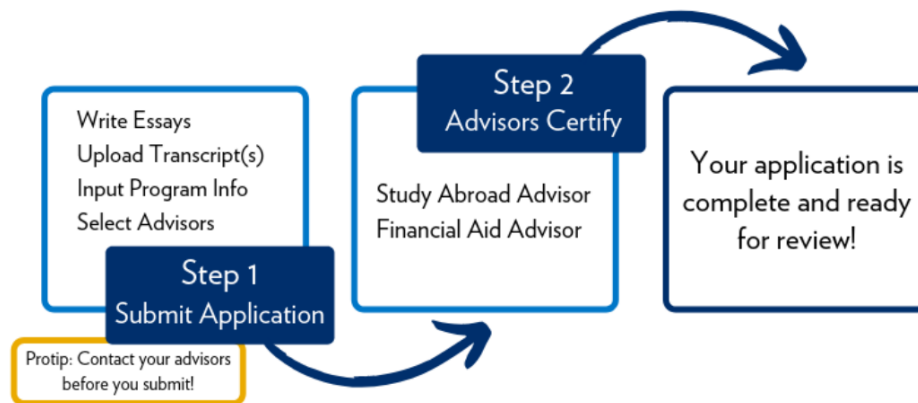 Write Essays
Upload Transcript(s)
Input Program Info
Select Advisors
Step 1
Submit Application
Protip: Contact your advisors
before you submit!
Step 2
Advisors Certify
Study Abroad Advisor
Financial Aid Advisor
Your application is
complete and ready
for review!